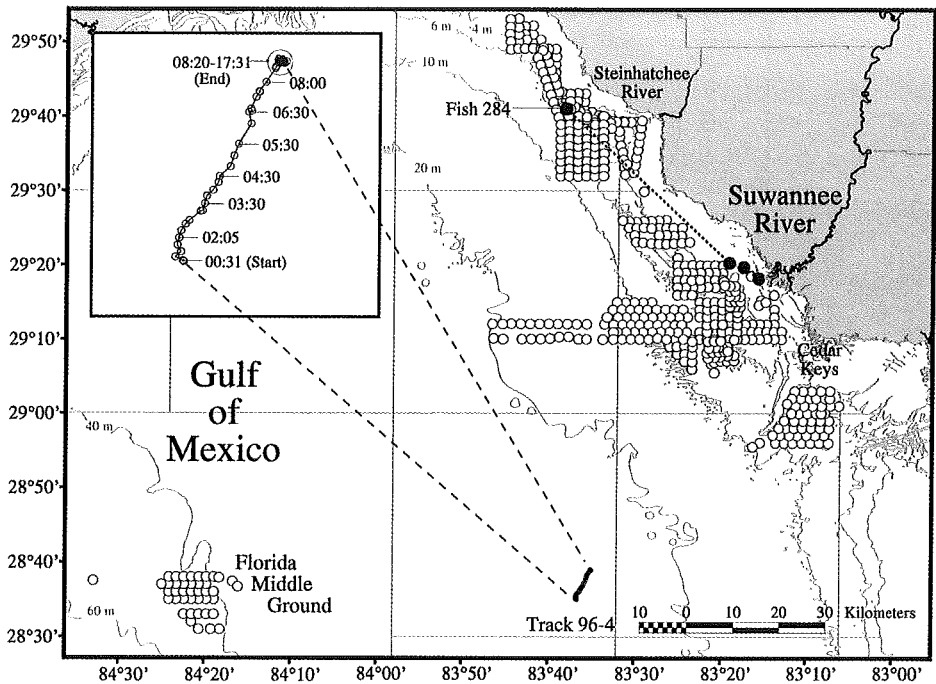 29°50'
29°40'
29°30'
29°20'
29°10'
29°00'
28°50'
28°40'
28°30'
84°30'
84°20'
84°10'
84°00'
83°50'
83°40'
83°30'
83°20'
83°10'
83°00'
08:20-17:31
(End)
08:00
06:30
05:30
04:30
03:30
02:05
00:31 (Start)
6 m
4 m
10 m
20 m
40 m
60 m
Steinhatchee
River
Fish 284
Suwannee
River
Cedar
Keys
Gulf
of
Mexico
Florida
Middle
Ground
Track 96-4
10 0 10 20 30 Kilometers